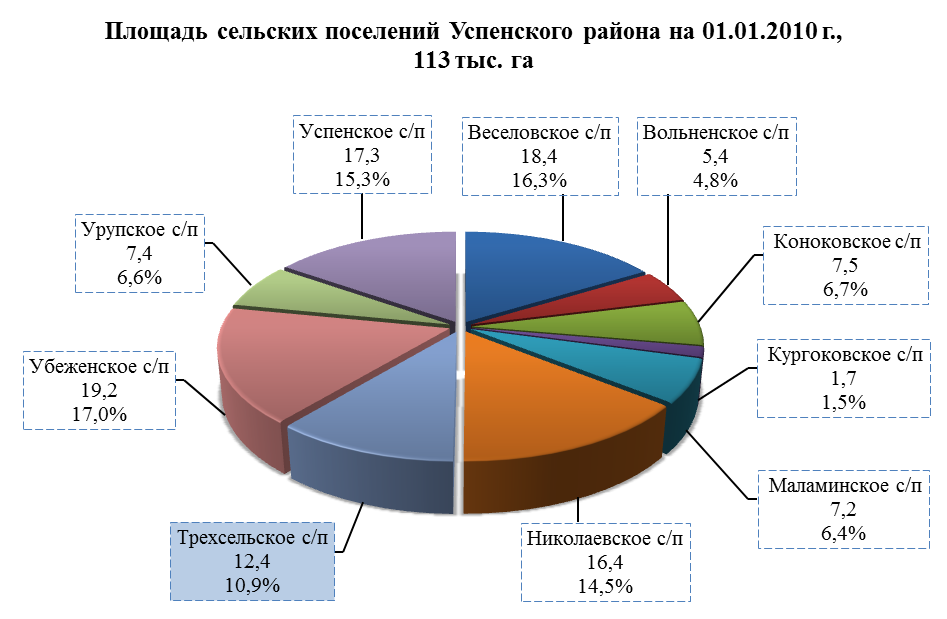 Площадь сельских поселений Успенского района на 01.01.2010 г.,
113 тыс. га
Успенское с/п
17,3
15,3%
Веселовское с/п
18,4
16,3%
Вольненское с/п
5,4
4,8%
Урупское с/п
7,4
6,6%
Коноковское с/п
7,5
6,7%
Убеженское с/п
19,2
17,0%
Кургоковское с/п
1,7
1,5%
Маламинское с/п
7,2
6,4%
Трехсельское с/п
12,4
10,9%
Николаевское с/п
16,4
14,5%